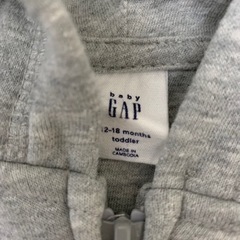 baby
GAP
12-18 months
toddler
MADE IN
CAMBODIA